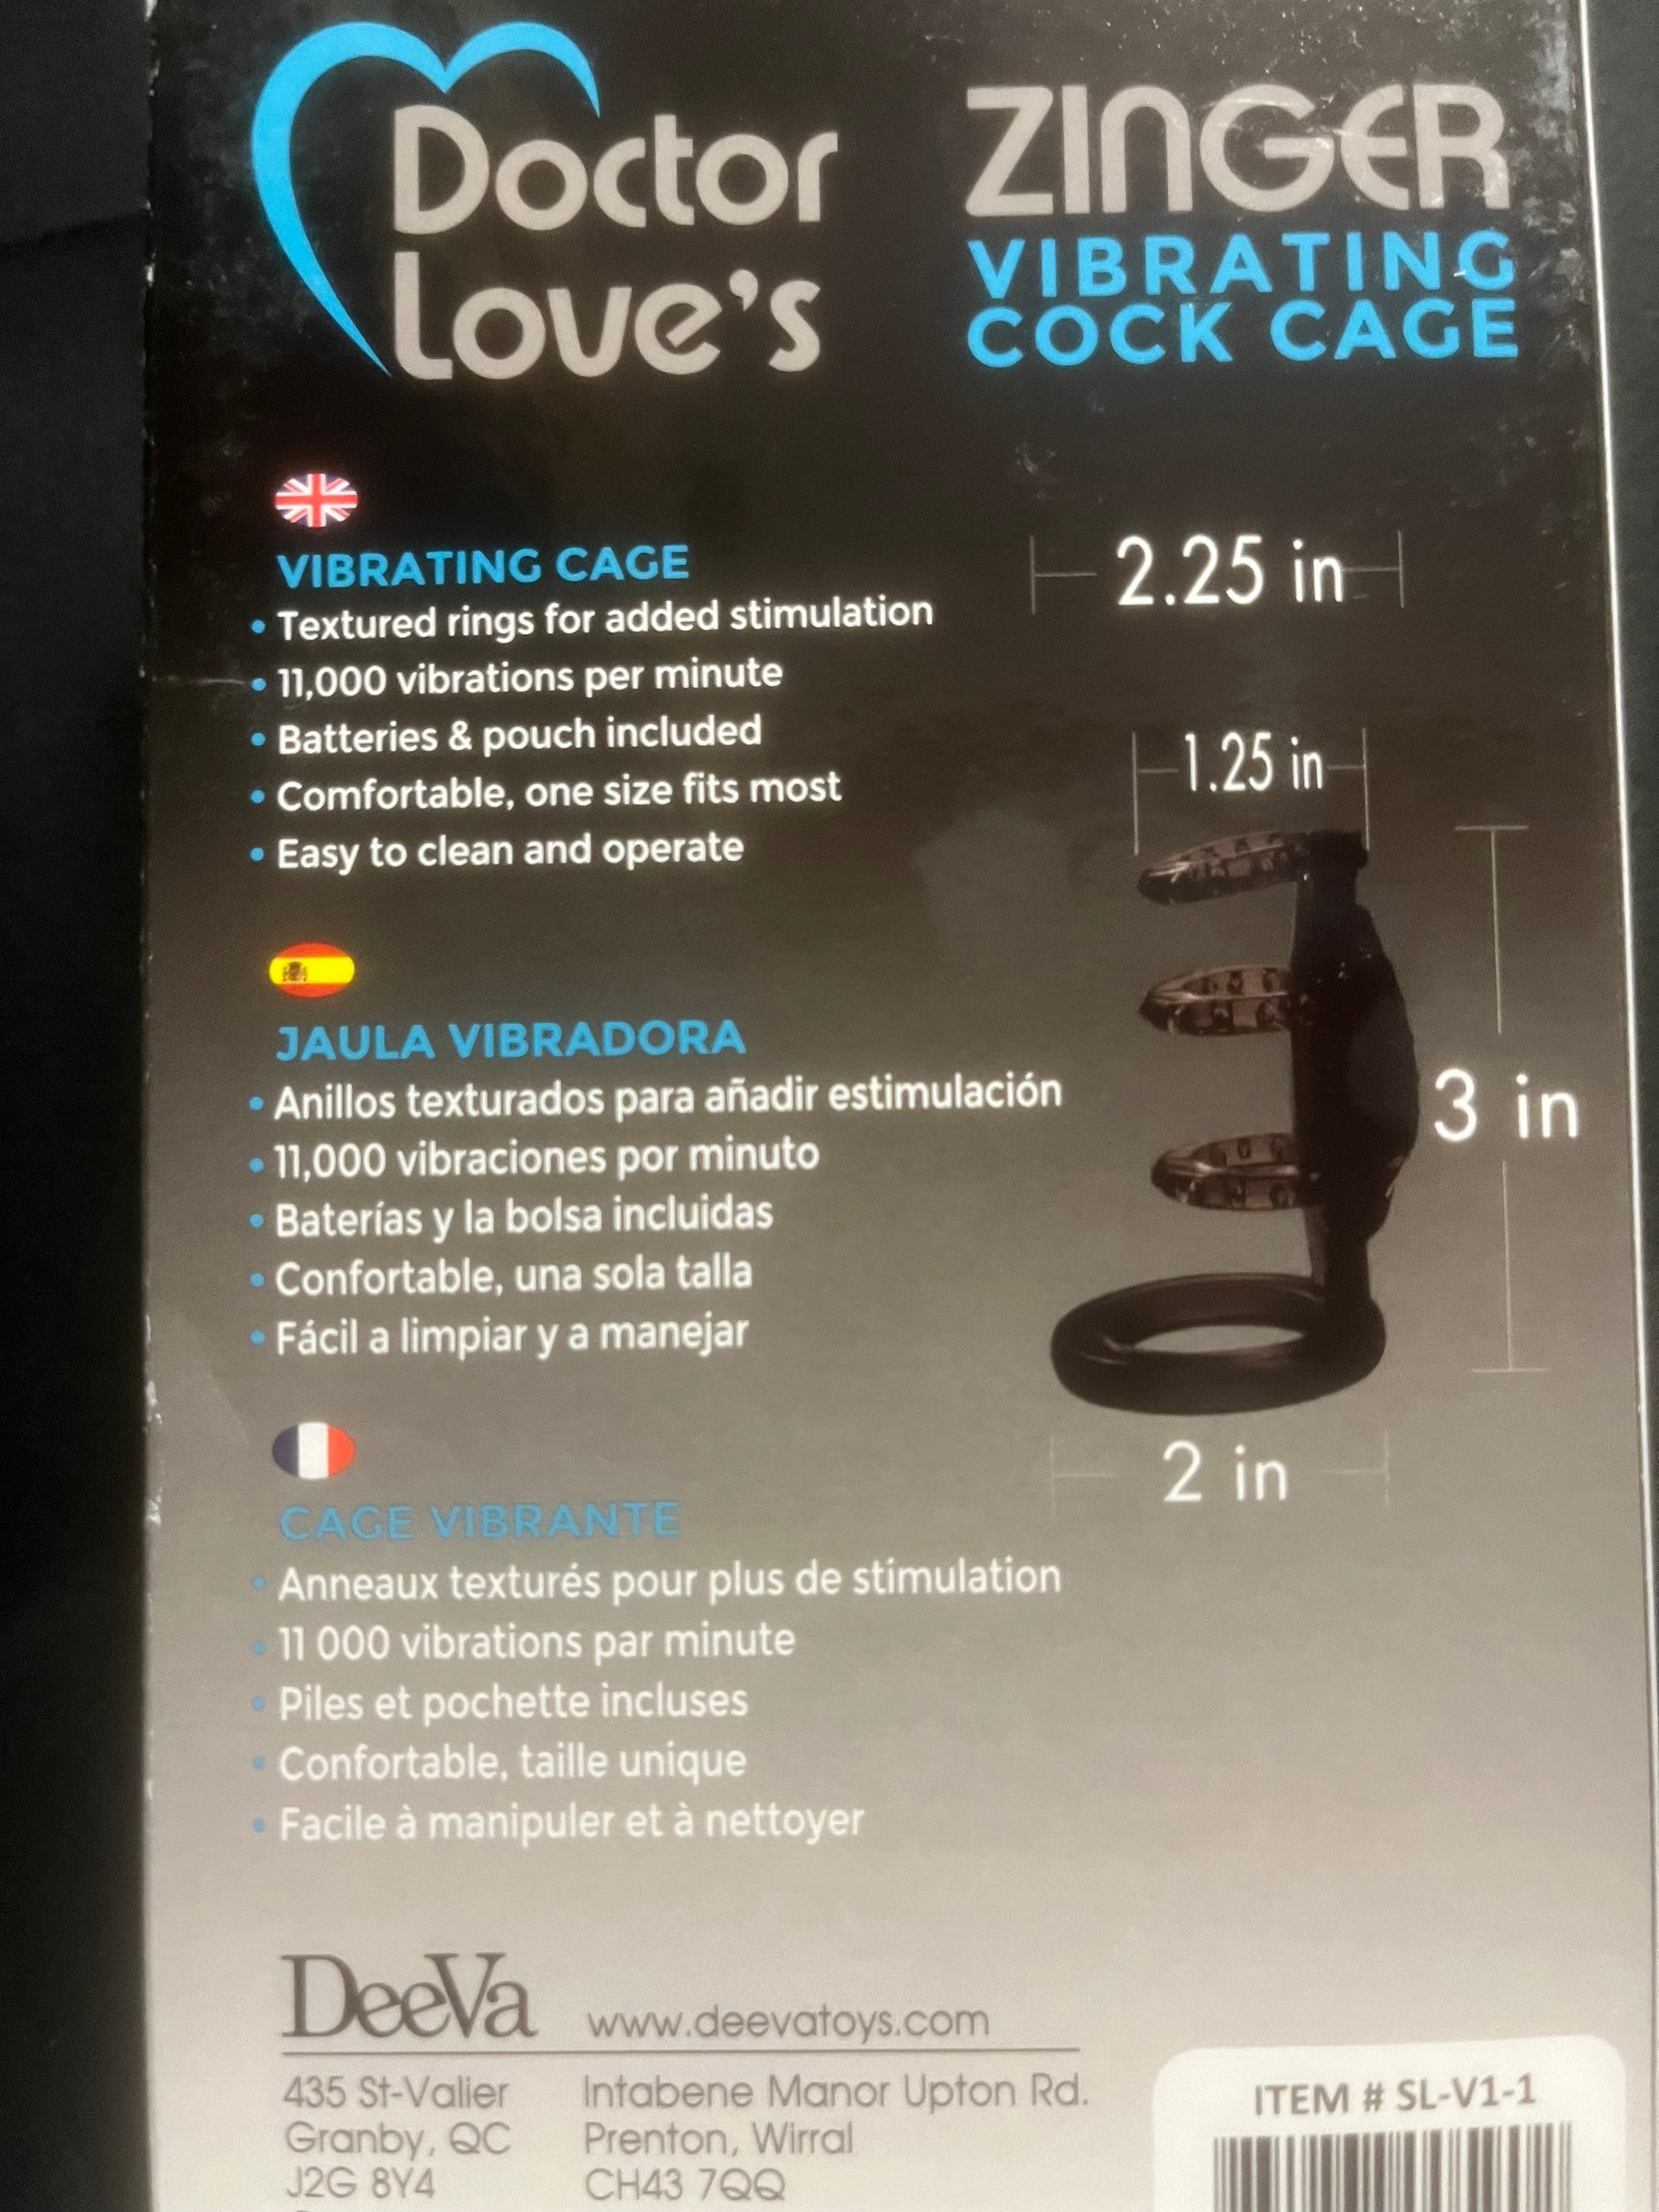 Doctor
Love's
ZINGER
VIBRATING
COCK CAGE
VIBRATING CAGE
• Textured rings for added stimulation
• 11,000 vibrations per minute
• Batteries & pouch included
• Comfortable, one size fits most
• Easy to clean and operate
2.25 in
1.25 in
3 in
2 in
JAULA VIBRADORA
• Anillos texturados para añadir estimulación
• 11,000 vibraciones por minuto
• Baterías y la bolsa incluidas
• Confortable, una sola talla
• Fácil a limpiar y a manejar
CAGE VIBRANTE
• Anneaux texturés pour plus de stimulation
• 11 000 vibrations par minute
• Piles et pochette incluses
• Confortable, taille unique
• Facile à manipuler et à nettoyer
DeeVa www.deevatoys.com
435 St-Valier
Granby, QC
J2G 8Y4
Intabene Manor Upton Rd.
Prenton, Wirral
CH43 7QQ
ITEM # SL-V1-1